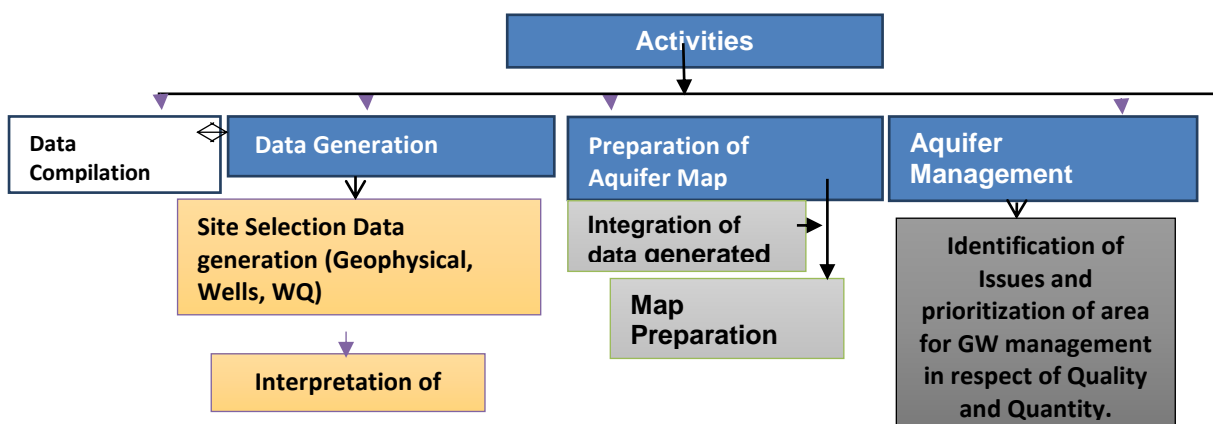 Activities
Data
Compilation
Data Generation
Preparation of
Aquifer Map
Aquifer
Management
Site Selection Data
generation (Geophysical,
Wells, WQ)
Integration of
data generated
Map
Preparation
Identification of
Issues and
prioritization of area
for GW management
in respect of Quality
and Quantity.
Interpretation of